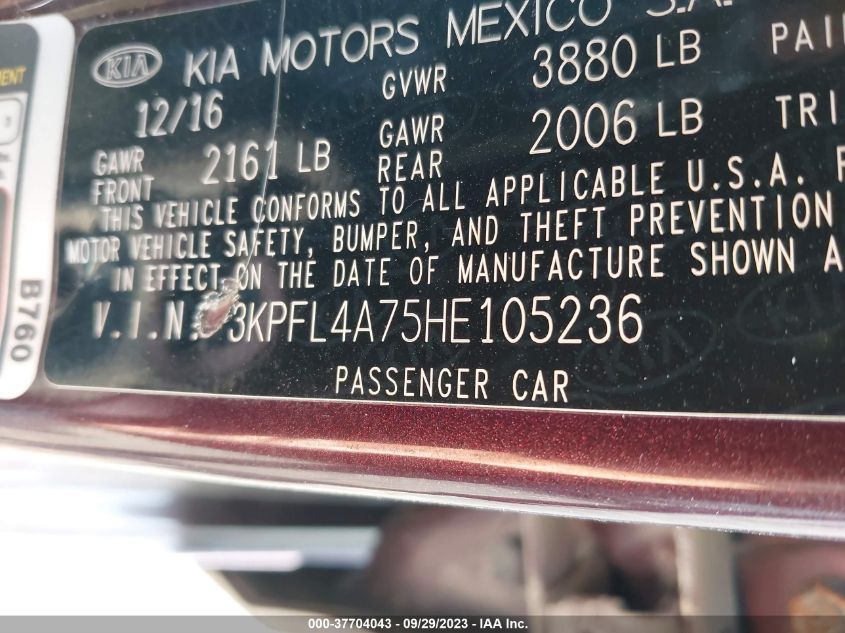 KIA KIA MOTORS MEXICO S.A.
12/16 GVWR 3880 LB
GAWR FRONT 2161 LB GAWR REAR 2006 LB
THIS VEHICLE CONFORMS TO ALL APPLICABLE U.S.A.
MOTOR VEHICLE SAFETY, BUMPER, AND THEFT PREVENTION
IN EFFECT ON THE DATE OF MANUFACTURE SHOWN
V.I.N. 3KPFL4A75HE105236
PASSENGER CAR
B760
000-37704043 / 09/29/2023 - IAA Inc.